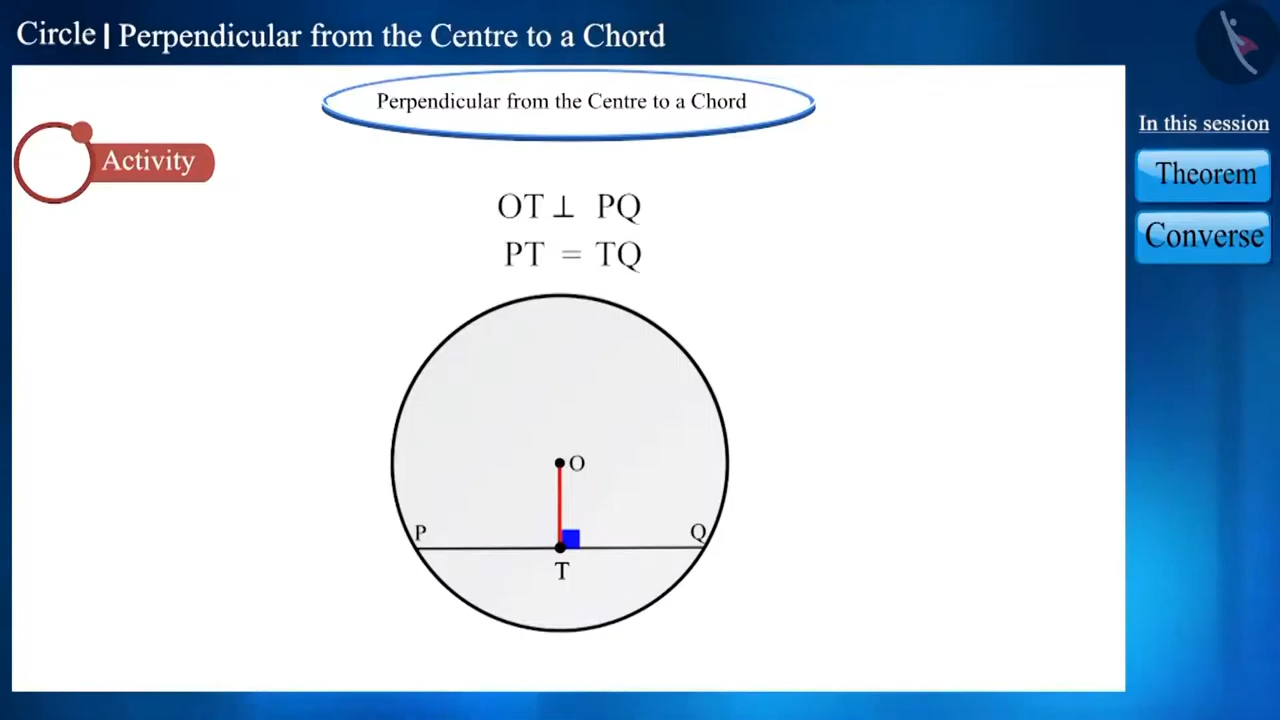 Circle | Perpendicular from the Centre to a Chord
Perpendicular from the Centre to a Chord
In this session
Activity
Theorem
OT ⊥ PQ
Converse
PT = TQ
O
P
Q
T